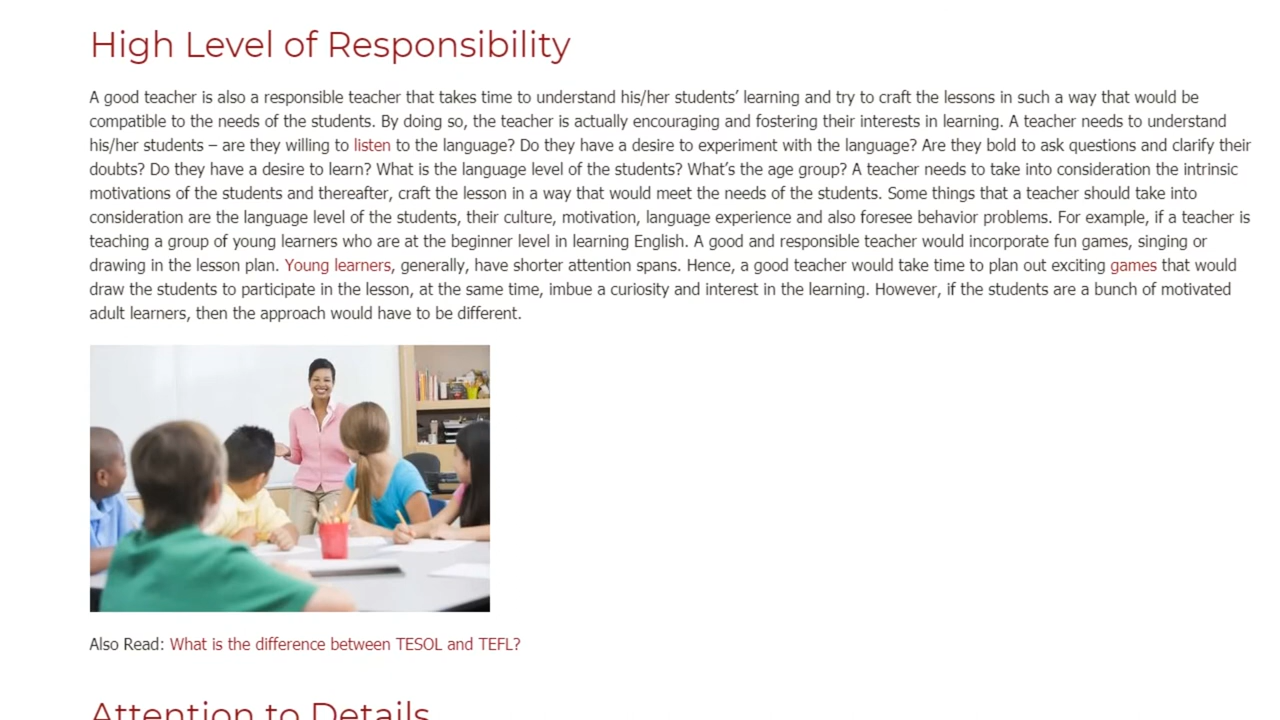 High Level of Responsibility
A good teacher is also a responsible teacher that takes time to understand his/her students’ learning and try to craft the lessons in such a way that would be
compatible to the needs of the students. By doing so, the teacher is actually encouraging and fostering their interests in learning. A teacher needs to understand
his/her students – are they willing to listen to the language? Do they have a desire to experiment with the language? Are they bold to ask questions and clarify their
doubts? Do they have a desire to learn? What is the language level of the students? What’s the age group? A teacher needs to take into consideration the intrinsic
motivations of the students and thereafter, craft the lesson in a way that would meet the needs of the students. Some things that a teacher should take into
consideration are the language level of the students, their culture, motivation, language experience and also foresee behavior problems. For example, if a teacher is
teaching a group of young learners who are at the beginner level in learning English. A good and responsible teacher would incorporate fun games, singing or
drawing in the lesson plan. Young learners, generally, have shorter attention spans. Hence, a good teacher would take time to plan out exciting games that would
draw the students to participate in the lesson, at the same time, imbue a curiosity and interest in the learning. However, if the students are a bunch of motivated
adult learners, then the approach would have to be different.
Also Read: What is the difference between TESOL and TEFL?
Attention to Details